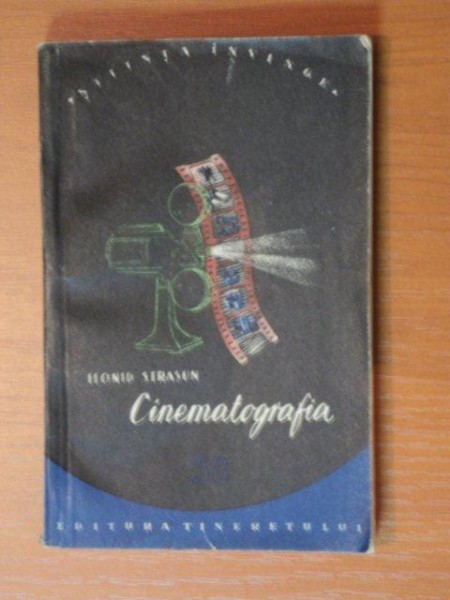 ȘTIINȚA ÎNVINGE
LEONID STRAȘUN
Cinematografia
EDITURA TINERETULUI